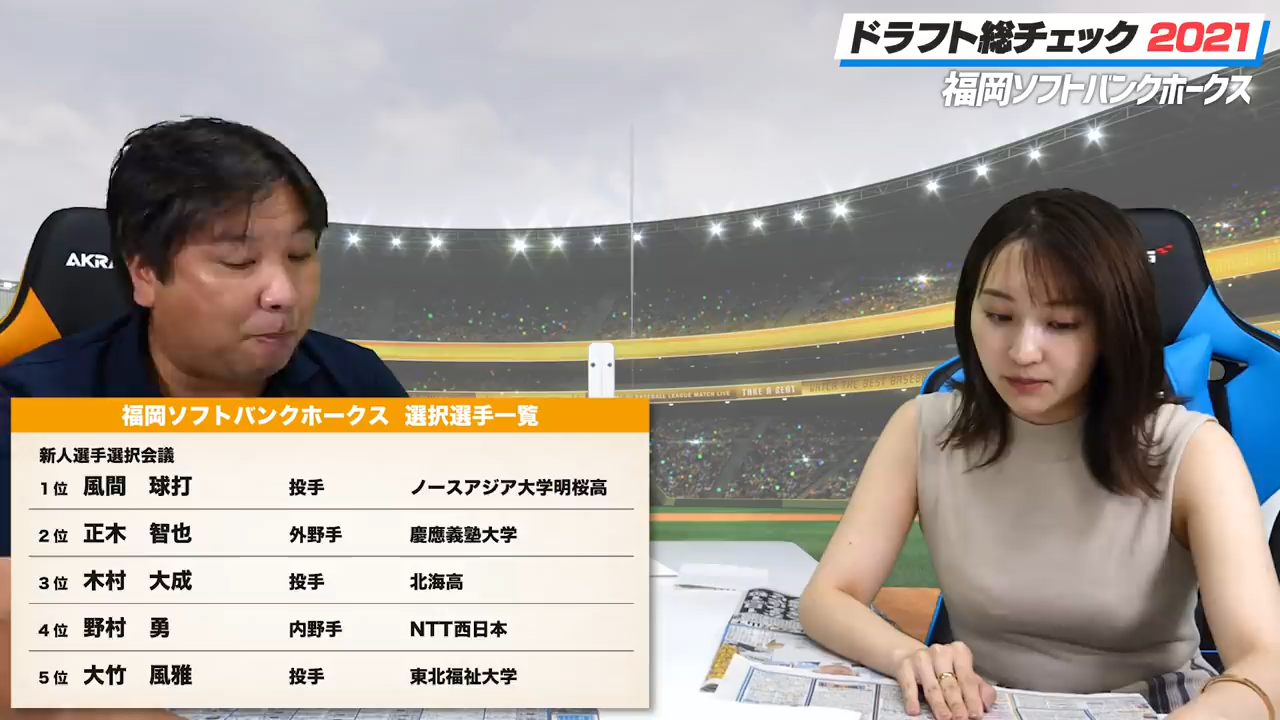 ドラフト総チェック 2021
福岡ソフトバンクホークス
AKRA
TAKE A SEAT
福岡ソフトバンクホークス 選択選手一覧
新人選手選択会議
1位 風間 球打 投手 ノースアジア大学明桜高
2位 正木 智也 外野手 慶應義塾大学
3位 木村 大成 投手 北海高
4位 野村 勇 内野手 NTT西日本
5位 大竹 風雅 投手 東北福祉大学